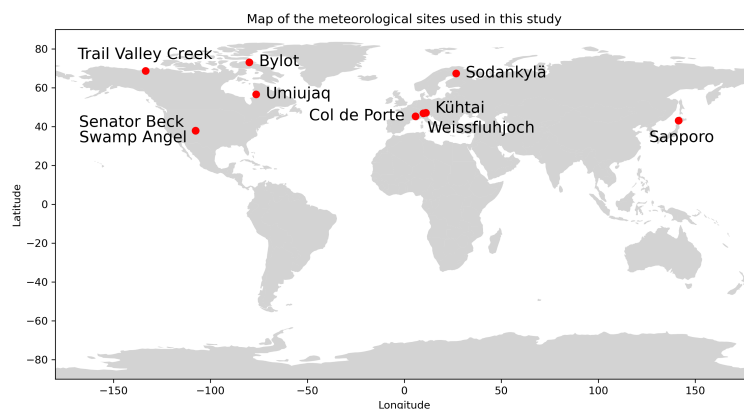 Map of the meteorological sites used in this study
80
60
40
20
0
−20
−40
−60
−80
Latitude
Trail Valley Creek
Bylot
Sodankylä
Umiujaq
Senator Beck
Swamp Angel
Col de Porte
Kühtai
Weissfluhjoch
Sapporo
−150
−100
−50
0
50
100
150
Longitude